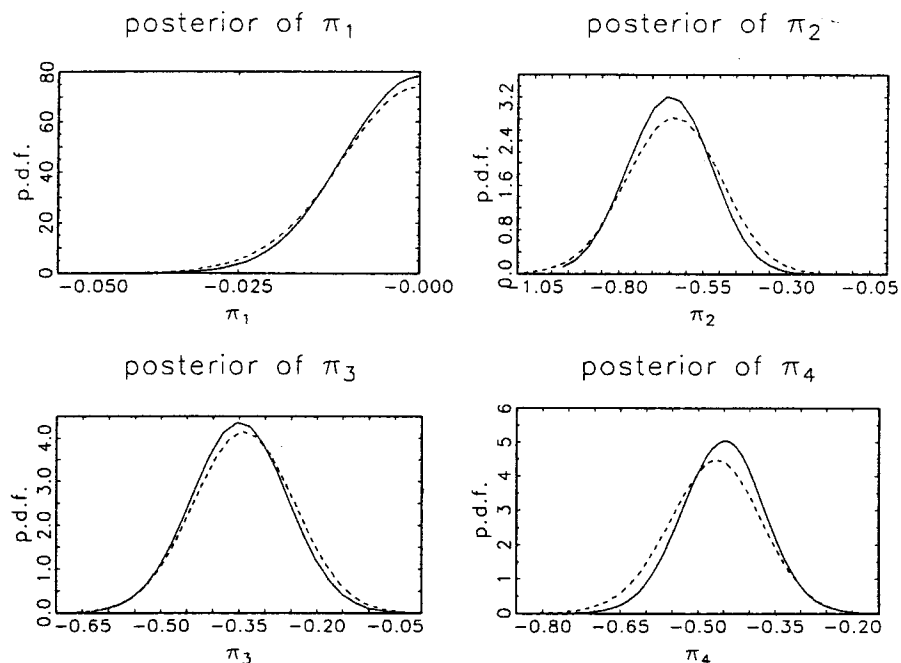 posterior of π₁
p.d.f.
80
60
40
20
0
−0.050 −0.025 −0.000
π₁
posterior of π₂
p.d.f.
3.2
2.4
1.6
0.8
0.0
−1.05 −0.80 −0.55 −0.30 −0.05
π₂
posterior of π₃
p.d.f.
4.0
3.0
2.0
1.0
0.0
−0.65 −0.50 −0.35 −0.20 −0.05
π₃
posterior of π₄
p.d.f.
6
5
4
3
2
1
0
−0.80 −0.65 −0.50 −0.35 −0.20
π₄